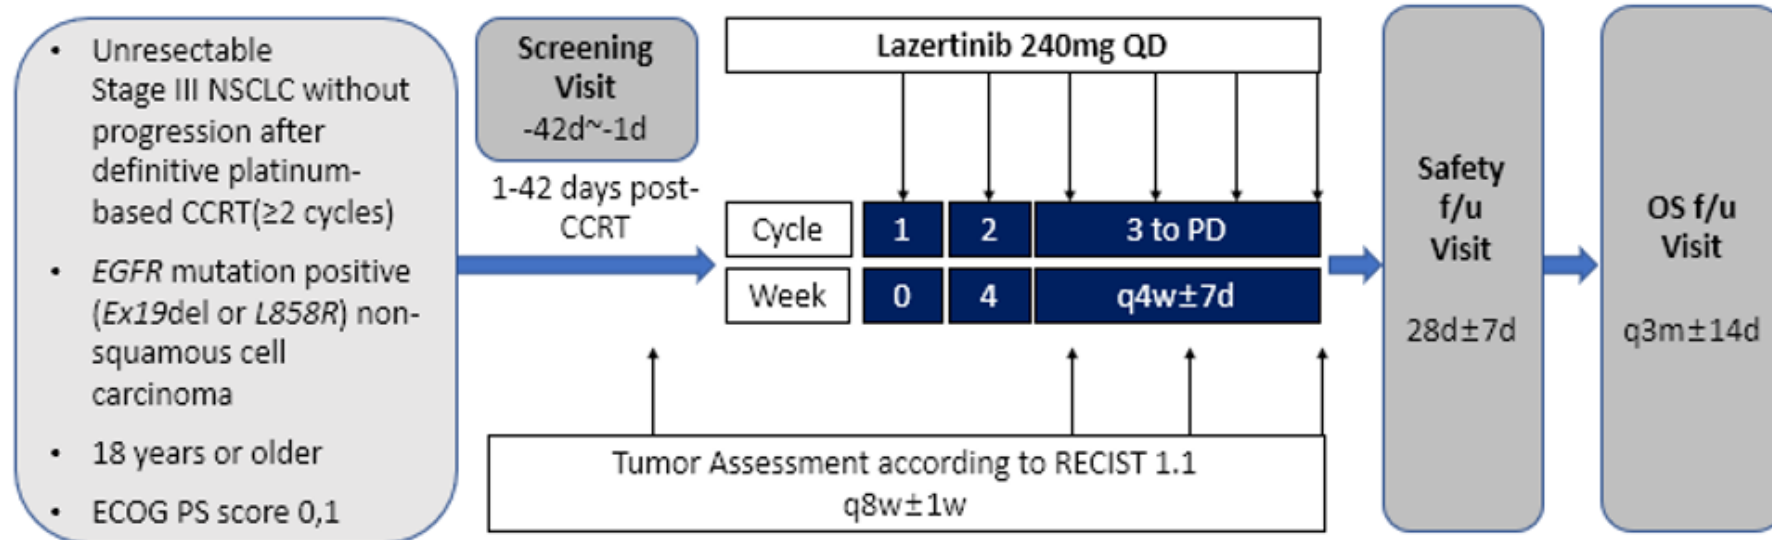 • Unresectable
Stage III NSCLC without
progression after
definitive platinum-
based CCRT(≥2 cycles)
• EGFR mutation positive
(Ex19del or L858R) non-
squamous cell
carcinoma
• 18 years or older
• ECOG PS score 0,1
Screening
Visit
-42d~-1d
1-42 days post-
CCRT
Lazertinib 240mg QD
Cycle 1 2 3 to PD
Week 0 4 q4w±7d
Tumor Assessment according to RECIST 1.1
q8w±1w
Safety
f/u
Visit
28d±7d
OS f/u
Visit
q3m±14d